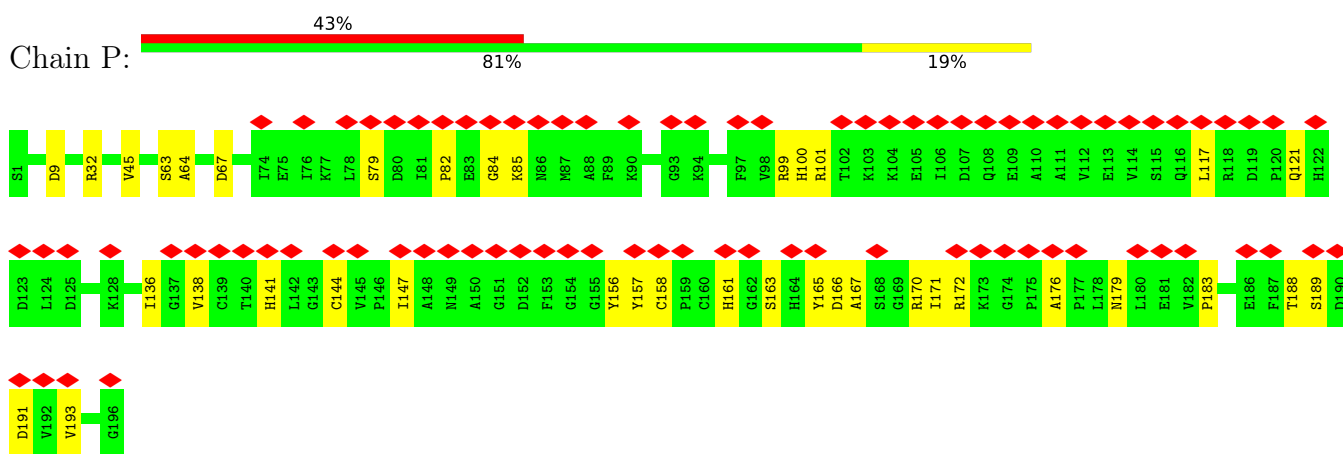 43%
Chain P:
81% 19%
S1 D9 R32 V45 S63 A64 D67 I74 E75 I76 K77 L78 S79 D80 I81 P82 E83 G84 K85 N86 M87 A88 F89 K90 G93 K94 F97 V98 R99 H100 R101 T102 K103 K104 E105 I106 D107 Q108 E109 A110 A111 V112 E113 V114 S115 Q116 L117 R118 D119 P120 Q121 H122
D123 L124 D125 K128 I136 G137 V138 C139 T140 H141 L142 G143 C144 V145 P146 I147 A148 N149 A150 G151 D152 F153 G154 G155 Y156 Y157 C158 P159 C160 H161 G162 S163 H164 Y165 D166 A167 S168 G169 R170 I171 R172 K173 G174 P175 A176 P177 L178 N179 L180 E181 V182 P183 E186 F187 T188 S189 D190
D191 V192 V193 G196